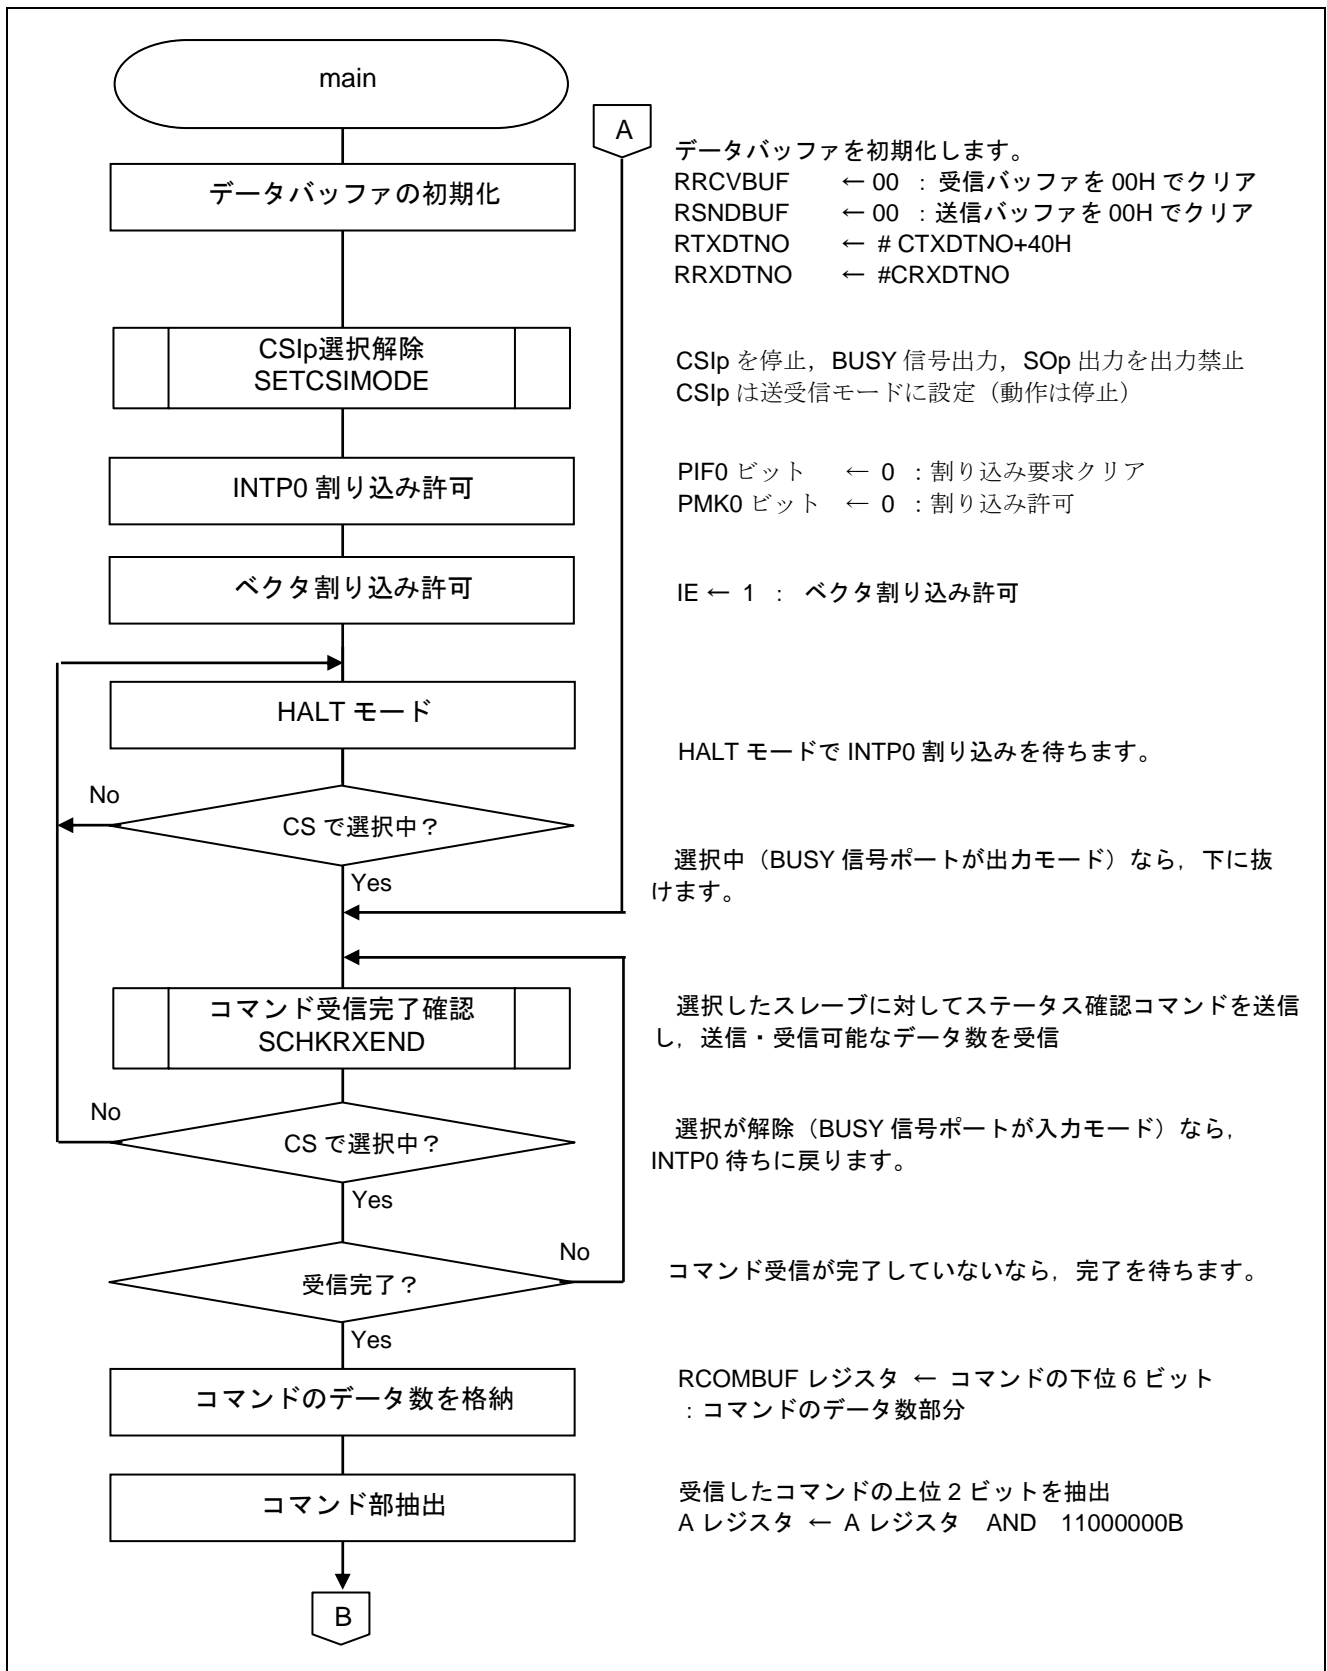 main
A
データバッファの初期化
データバッファを初期化します。
RRCVBUF ← 00 ：受信バッファを 00H でクリア
RSNDBUF ← 00 ：送信バッファを 00H でクリア
RTXDTNO ← # CTXDTNO+40H
RRXDTNO ← #CRXDTNO
CSIp選択解除
SETCSIMODE
CSIp を停止，BUSY 信号出力，SOp 出力を出力禁止
CSIp は送受信モードに設定（動作は停止）
INTP0 割り込み許可
PIF0 ビット ← 0 ：割り込み要求クリア
PMK0 ビット ← 0 ：割り込み許可
ベクタ割り込み許可
IE ← 1 ： ベクタ割り込み許可
HALT モード
HALT モードで INTP0 割り込みを待ちます。
No
CS で選択中？
Yes
選択中（BUSY 信号ポートが出力モード）なら，下に抜
けます。
コマンド受信完了確認
SCHKRXEND
選択したスレーブに対してステータス確認コマンドを送信
し，送信・受信可能なデータ数を受信
No
CS で選択中？
Yes
選択が解除（BUSY 信号ポートが入力モード）なら，
INTP0 待ちに戻ります。
No
受信完了？
Yes
コマンド受信が完了していないなら，完了を待ちます。
コマンドのデータ数を格納
RCOMBUF レジスタ ← コマンドの下位 6 ビット
：コマンドのデータ数部分
コマンド部抽出
受信したコマンドの上位 2 ビットを抽出
A レジスタ ← A レジスタ AND 11000000B
B